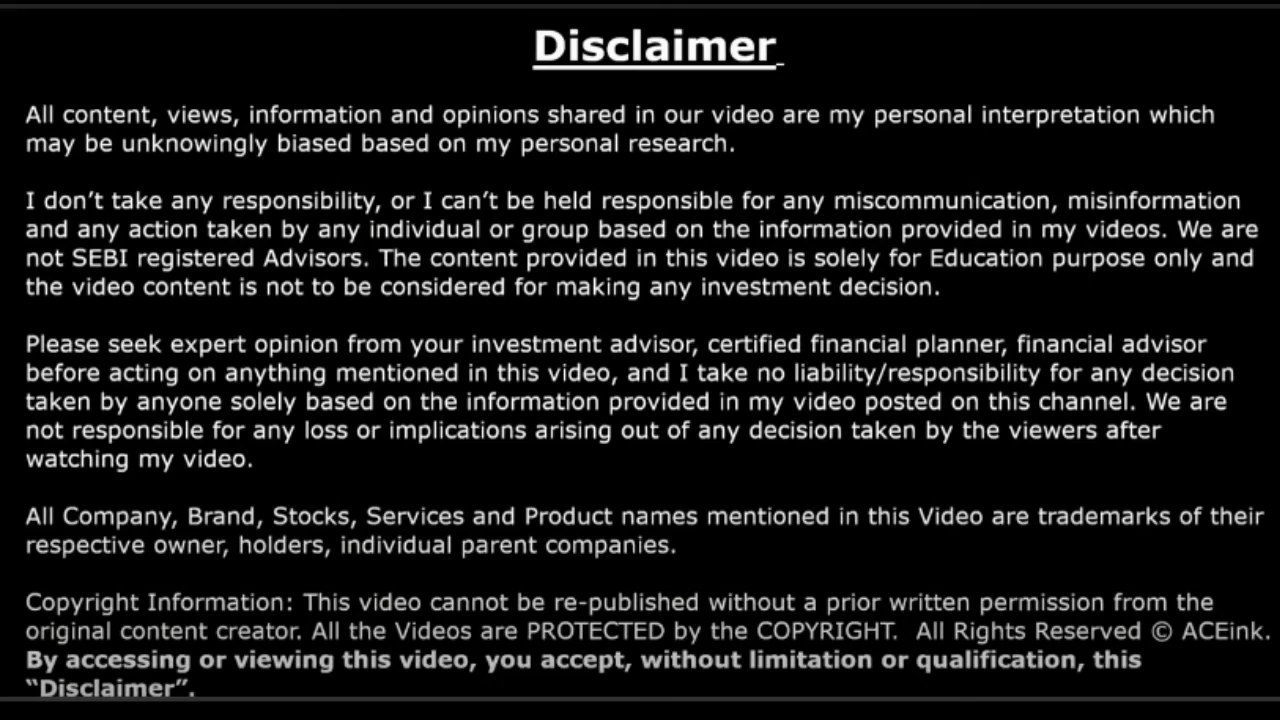 Disclaimer
All content, views, information and opinions shared in our video are my personal interpretation which
may be unknowingly biased based on my personal research.
I don’t take any responsibility, or I can’t be held responsible for any miscommunication, misinformation
and any action taken by any individual or group based on the information provided in my videos. We are
not SEBI registered Advisors. The content provided in this video is solely for Education purpose only and
the video content is not to be considered for making any investment decision.
Please seek expert opinion from your investment advisor, certified financial planner, financial advisor
before acting on anything mentioned in this video, and I take no liability/responsibility for any decision
taken by anyone solely based on the information provided in my video posted on this channel. We are
not responsible for any loss or implications arising out of any decision taken by the viewers after
watching my video.
All Company, Brand, Stocks, Services and Product names mentioned in this Video are trademarks of their
respective owner, holders, individual parent companies.
Copyright Information: This video cannot be re-published without a prior written permission from the
original content creator. All the Videos are PROTECTED by the COPYRIGHT.  All Rights Reserved © ACEink.
By accessing or viewing this video, you accept, without limitation or qualification, this
“Disclaimer”.